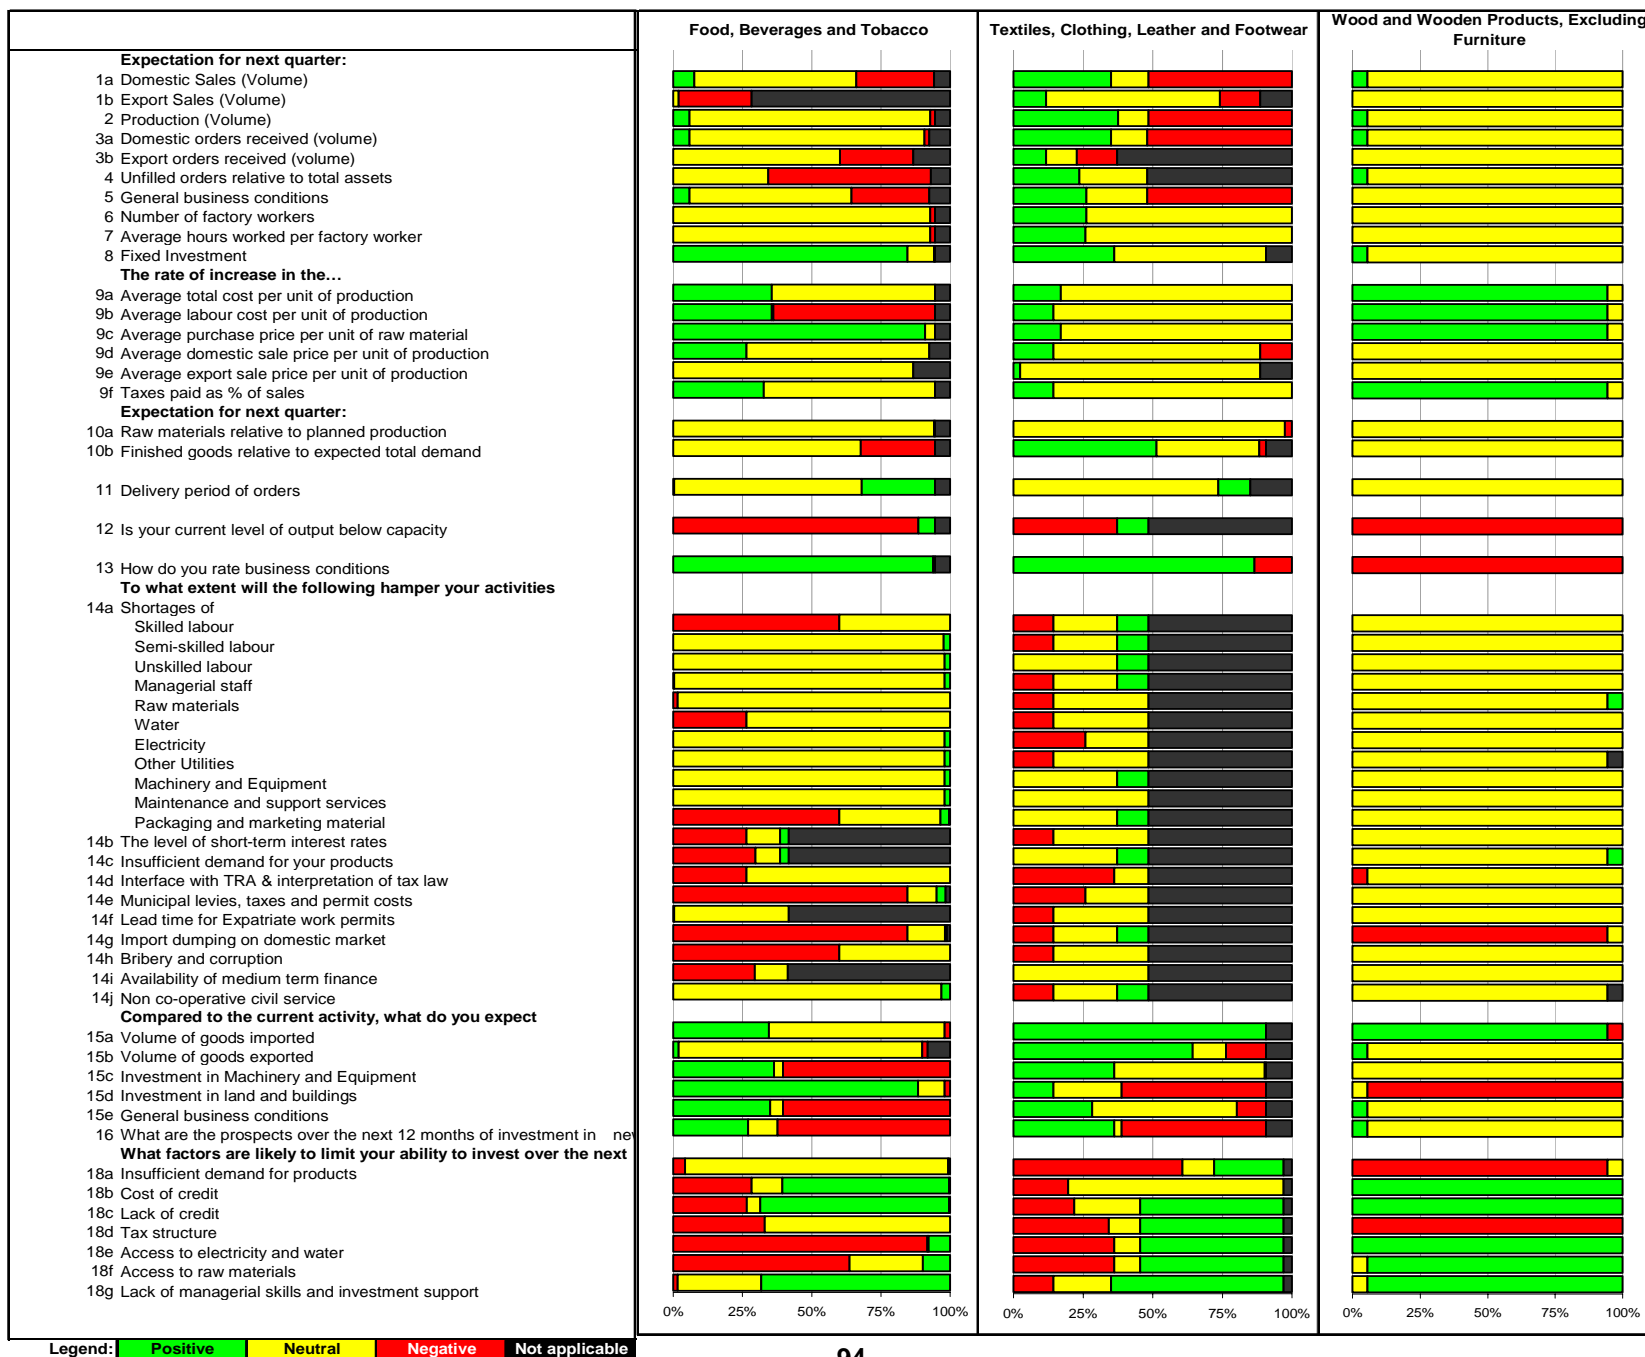 Food, Beverages and Tobacco
Textiles, Clothing, Leather and Footwear
Wood and Wooden Products, Excluding
Furniture
Expectation for next quarter:
1a Domestic Sales (Volume)
1b Export Sales (Volume)
2 Production (Volume)
3a Domestic orders received (volume)
3b Export orders received (volume)
4 Unfilled orders relative to total assets
5 General business conditions
6 Number of factory workers
7 Average hours worked per factory worker
8 Fixed Investment
The rate of increase in the…
9a Average total cost per unit of production
9b Average labour cost per unit of production
9c Average purchase price per unit of raw material
9d Average domestic sale price per unit of production
9e Average export sale price per unit of production
9f Taxes paid as % of sales
Expectation for next quarter:
10a Raw materials relative to planned production
10b Finished goods relative to expected total demand
11 Delivery period of orders
12 Is your current level of output below capacity
13 How do you rate business conditions
To what extent will the following hamper your activities
14a Shortages of
Skilled labour
Semi-skilled labour
Unskilled labour
Managerial staff
Raw materials
Water
Electricity
Other Utilities
Machinery and Equipment
Maintenance and support services
Packaging and marketing material
14b The level of short-term interest rates
14c Insufficient demand for your products
14d Interface with TRA & interpretation of tax law
14e Municipal levies, taxes and permit costs
14f Lead time for Expatriate work permits
14g Import dumping on domestic market
14h Bribery and corruption
14i Availability of medium term finance
14j Non co-operative civil service
Compared to the current activity, what do you expect
15a Volume of goods imported
15b Volume of goods exported
15c Investment in Machinery and Equipment
15d Investment in land and buildings
15e General business conditions
16 What are the prospects over the next 12 months of investment in
What factors are likely to limit your ability to invest over the next
18a Insufficient demand for products
18b Cost of credit
18c Lack of credit
18d Tax structure
18e Access to electricity and water
18f Access to raw materials
18g Lack of managerial skills and investment support
0% 25% 50% 75% 100%
0% 25% 50% 75% 100%
0% 25% 50% 75% 100%
Legend: Positive Neutral Negative Not applicable